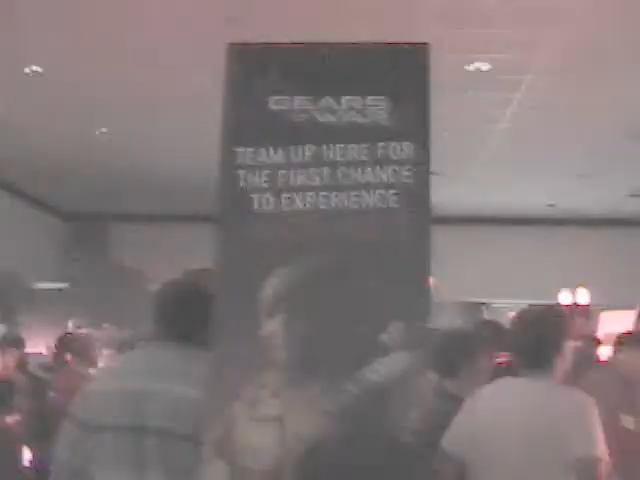 GEARS
OF WAR
TEAM UP HERE FOR
THE FIRST CHANCE
TO EXPERIENCE